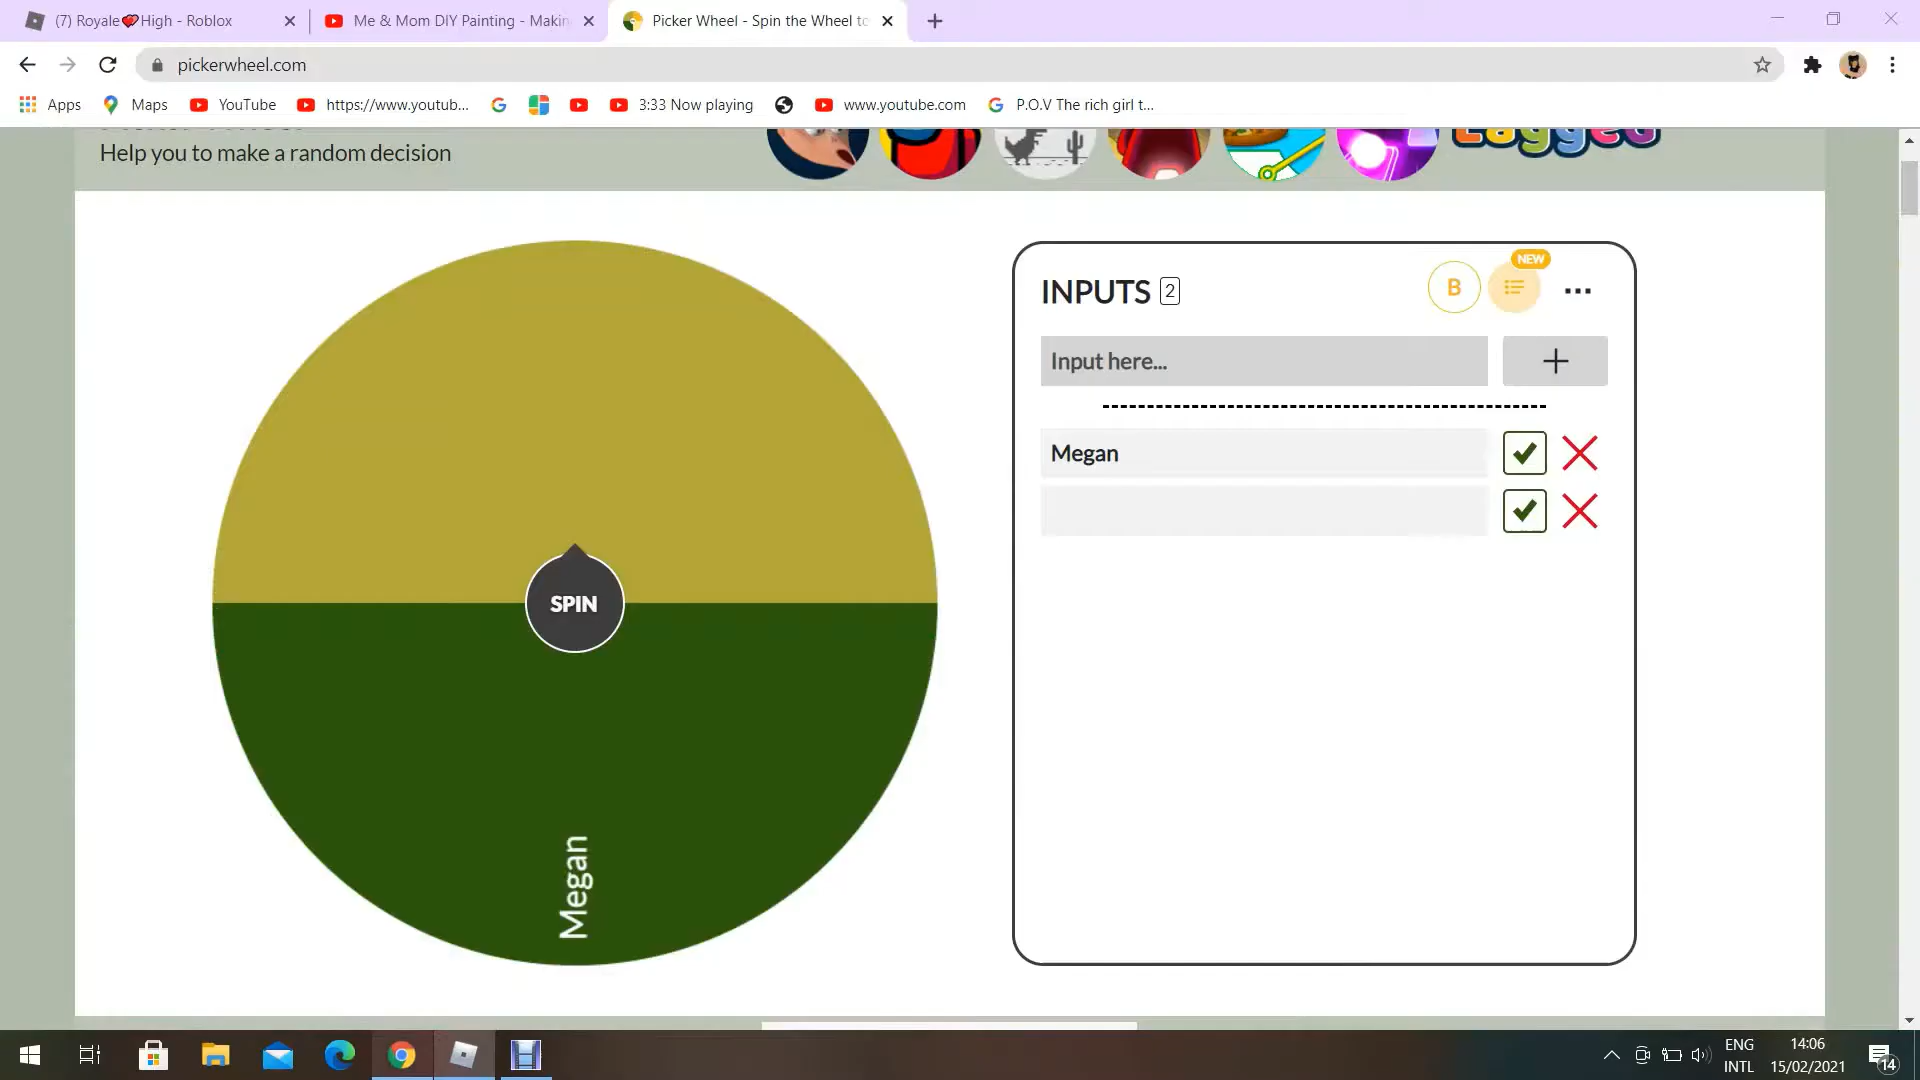 (7) Royale❤High - Roblox
Me & Mom DIY Painting - Makin
Picker Wheel - Spin the Wheel to
pickerwheel.com
Apps
Maps
YouTube
https://www.youtub...
3:33 Now playing
www.youtube.com
P.O.V The rich girl t...
Help you to make a random decision
Lagged
NEW
INPUTS 2
B
Input here...
Megan
SPIN
Megan
ENG
INTL
14:06
15/02/2021
14